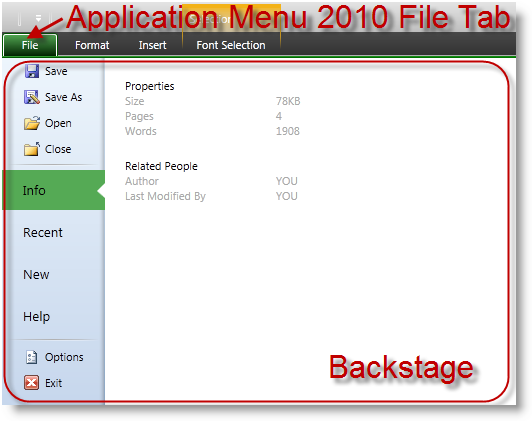 Application Menu 2010 File Tab
File Format Insert Font Selection
Save
Save As
Open
Close
Info
Recent
New
Help
Options
Exit
Properties
Size 78KB
Pages 4
Words 1908
Related People
Author YOU
Last Modified By YOU
Backstage